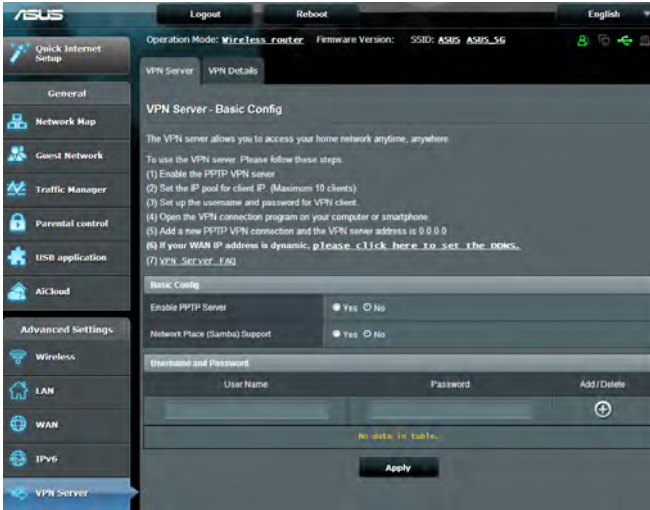 ASUS
Logout
Reboot
English
Quick Internet Setup
Operation Mode: Wireless router Firmware Version: SSID: ASUS ASUS_5G
VPN Server
VPN Details
General
Network Map
Guest Network
Traffic Manager
Parental control
USB application
AiCloud
Advanced Settings
Wireless
LAN
WAN
IPv6
VPN Server
VPN Server - Basic Config
The VPN server allows you to access your home network anytime, anywhere.
To use the VPN server. Please follow these steps.
(1) Enable the PPTP VPN server
(2) Set the IP pool for client IP. (Maximum 10 clients)
(3) Set up the username and password for VPN client.
(4) Open the VPN connection program on your computer or smartphone
(5) Add a new PPTP VPN connection and the VPN server address is 0.0.0.0
(6) If your WAN IP address is dynamic, please click here to set the DDNS.
(7) VPN Server FAQ
Basic Config
Enable PPTP Server Yes No
Network Place (Samba) Support Yes No
Username and Password
User Name Password Add / Delete
No data in table.
Apply